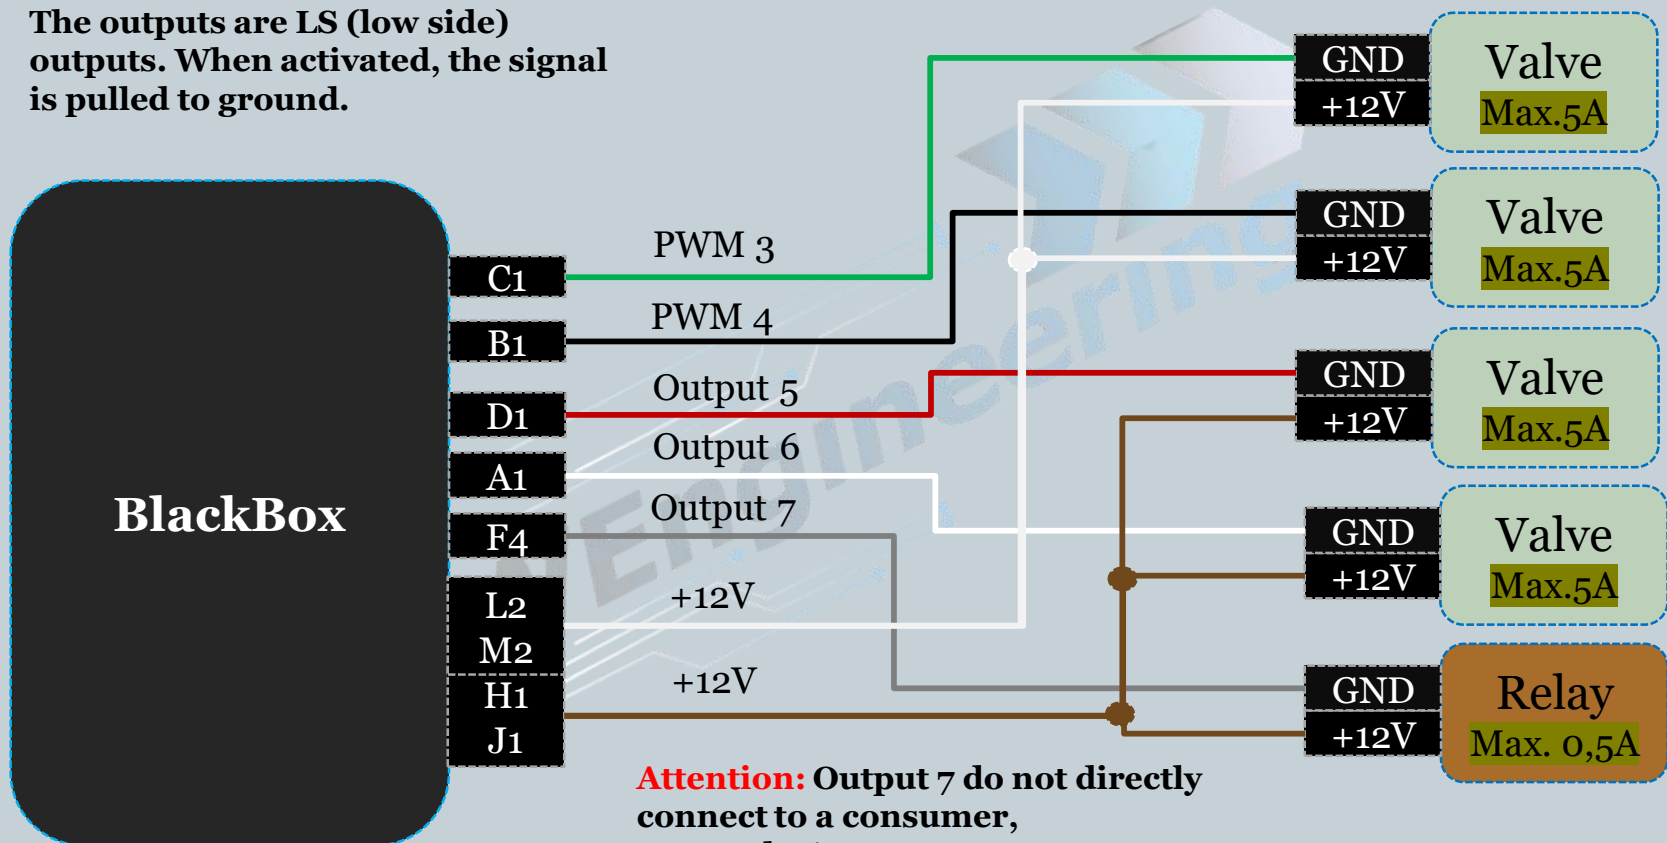 The outputs are LS (low side)
outputs. When activated, the signal
is pulled to ground.
BlackBox
C1
B1
D1
A1
F4
L2
M2
H1
J1
PWM 3
PWM 4
Output 5
Output 6
Output 7
+12V
+12V
GND
+12V
Valve
Max.5A
GND
+12V
Valve
Max.5A
GND
+12V
Valve
Max.5A
GND
+12V
Valve
Max.5A
GND
+12V
Relay
Max. 0,5A
Engineering
Attention: Output 7 do not directly
connect to a consumer,